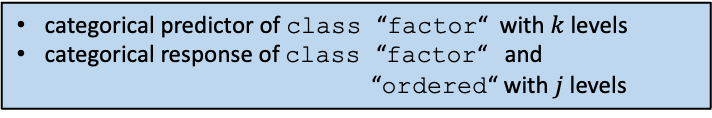 • categorical predictor of class “factor“ with k levels
• categorical response of class “factor“ and
“ordered“ with j levels